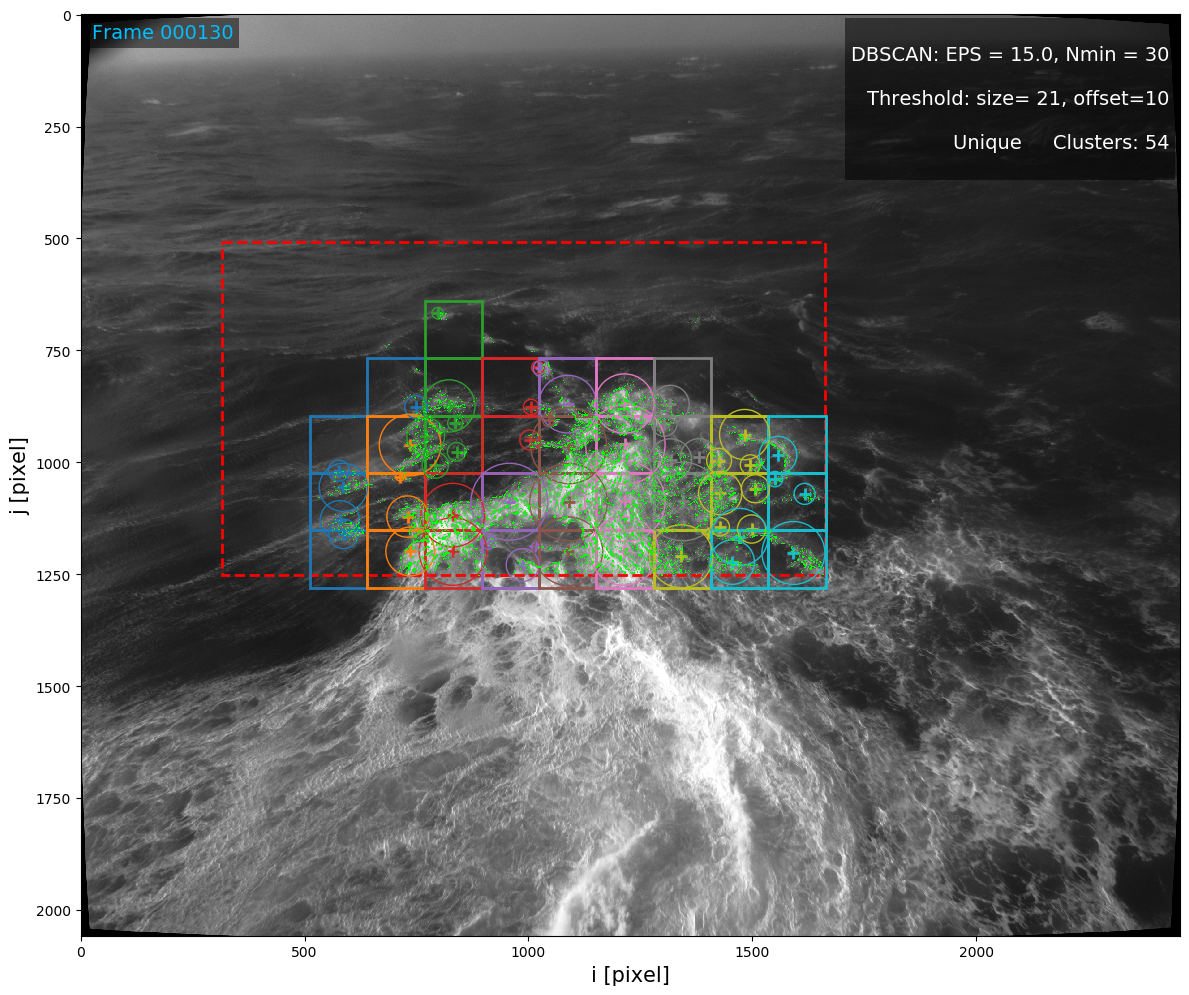 Frame 000130
DBSCAN: EPS = 15.0, Nmin = 30
Threshold: size= 21, offset=10
Unique Clusters: 54
0
250
500
750
1000
1250
1500
1750
2000
j [pixel]
0 500 1000 1500 2000
i [pixel]